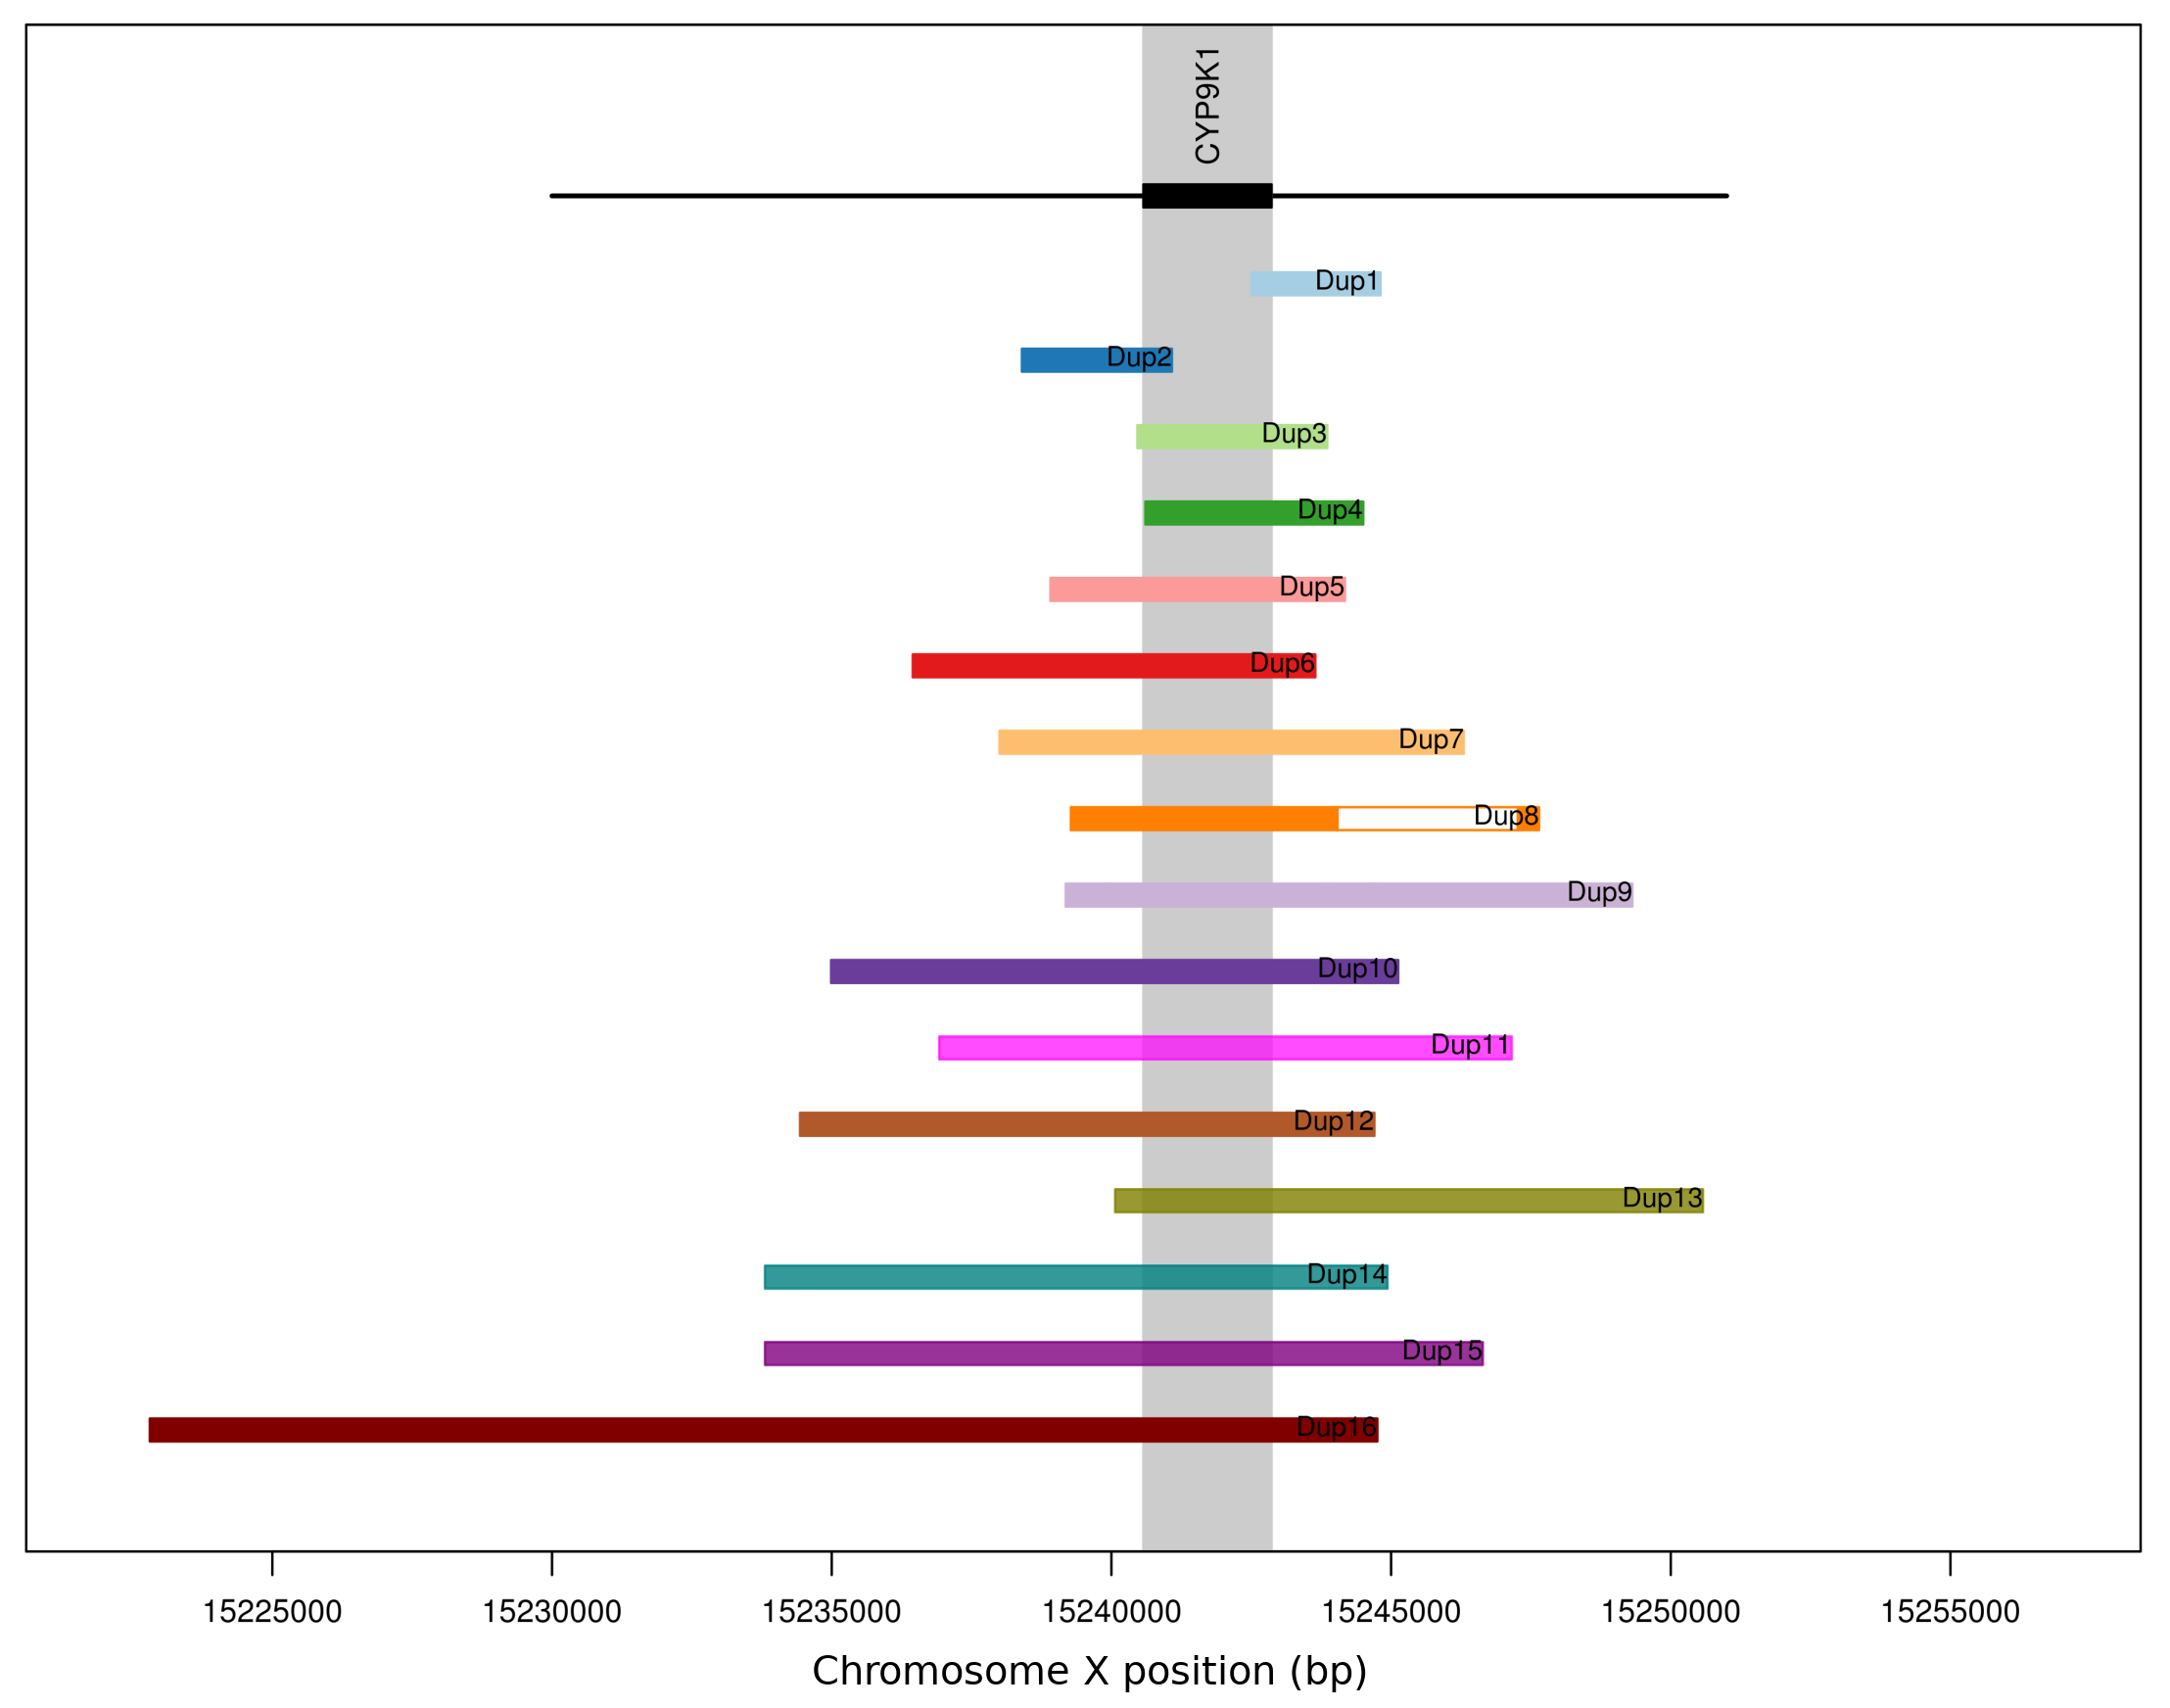 CYP9K1
Dup1
Dup2
Dup3
Dup4
Dup5
Dup6
Dup7
Dup8
Dup9
Dup10
Dup11
Dup12
Dup13
Dup14
Dup15
Dup16
15225000 15230000 15235000 15240000 15245000 15250000 15255000
Chromosome X position (bp)